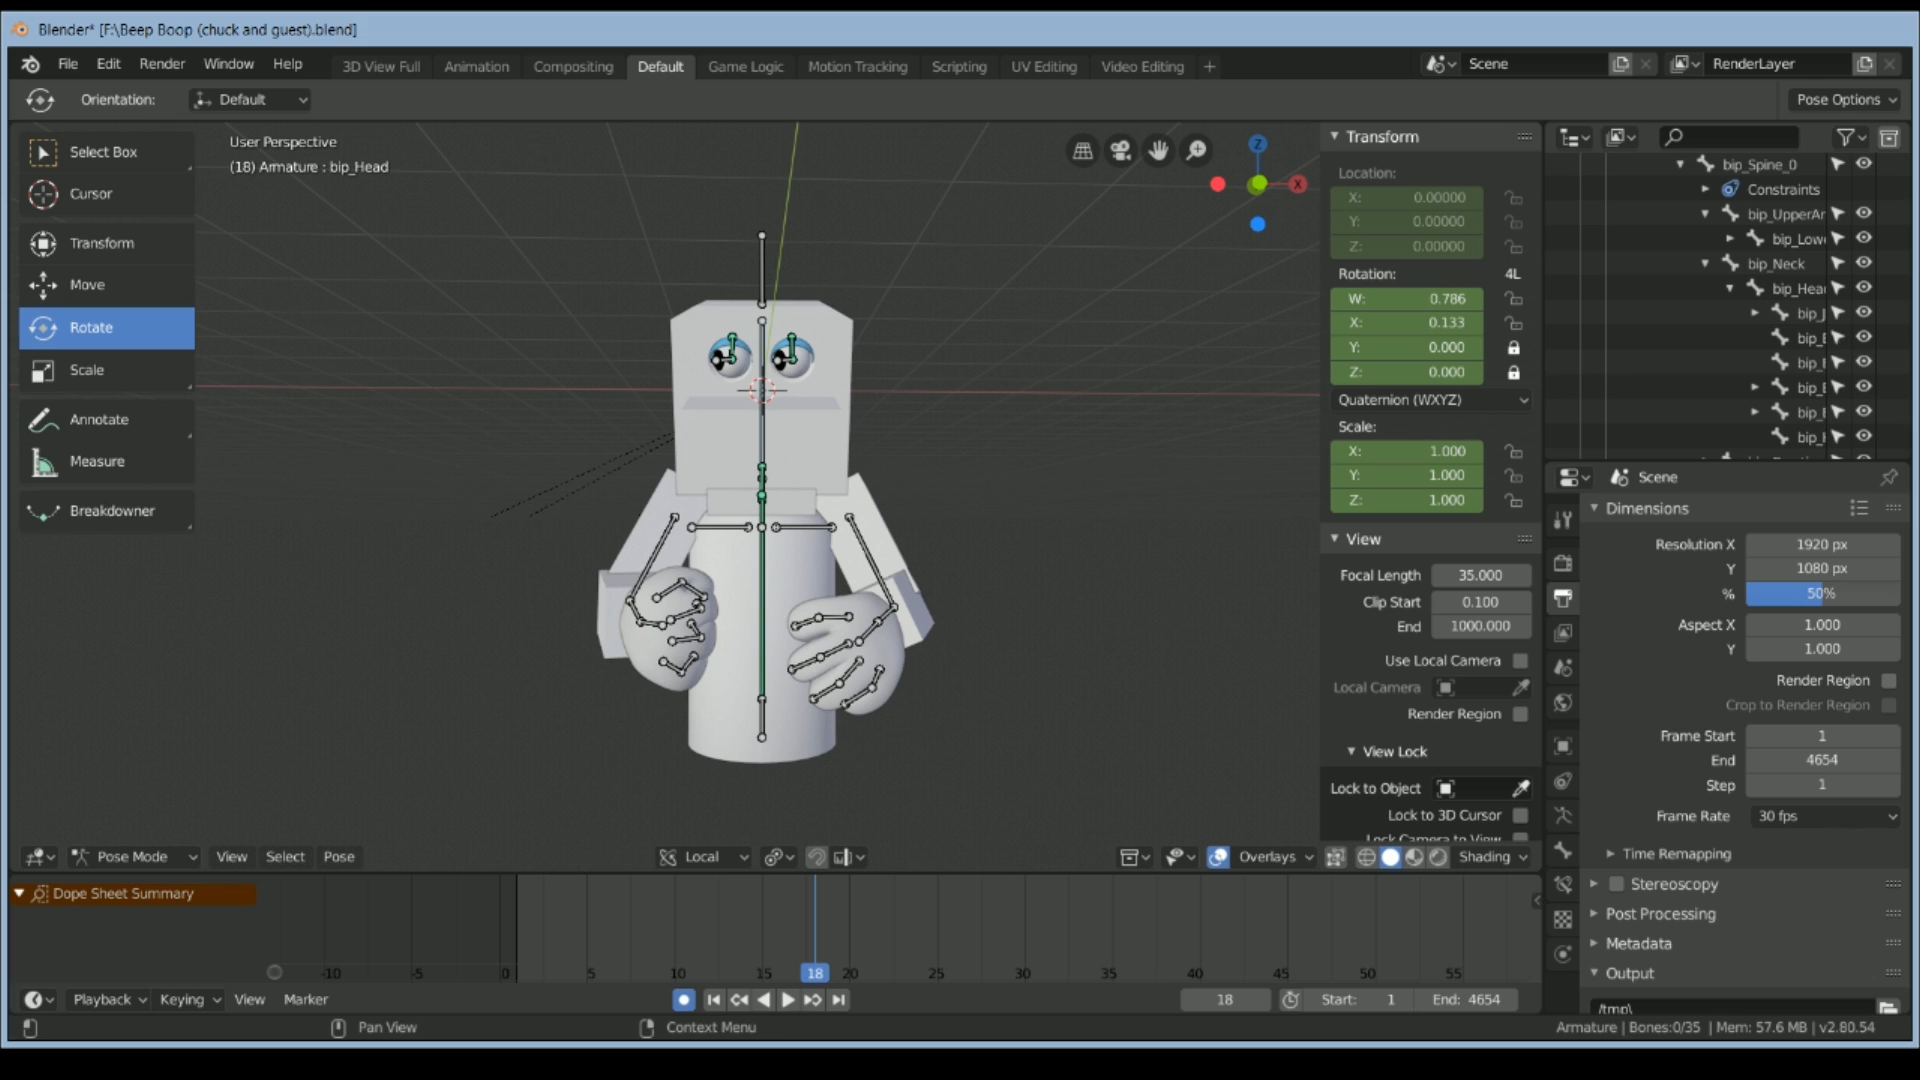 Blender* [F:\Beep Boop (chuck and guest).blend]
File Edit Render Window Help 3D View Full Animation Compositing Default Game Logic Motion Tracking Scripting UV Editing Video Editing + Scene RenderLayer
Orientation: Default Pose Options
Select Box
Cursor
Transform
Move
Rotate
Scale
Annotate
Measure
Breakdowner
User Perspective
(18) Armature : bip_Head
Z
X
Transform
Location:
X: 0.00000
Y: 0.00000
Z: 0.00000
Rotation: 4L
W: 0.786
X: 0.133
Y: 0.000
Z: 0.000
Quaternion (WXYZ)
Scale:
X: 1.000
Y: 1.000
Z: 1.000
View
Focal Length 35.000
Clip Start 0.100
End 1000.000
Use Local Camera
Local Camera
Render Region
View Lock
Lock to Object
Lock to 3D Cursor
Lock Camera to View
bip_Spine_0
Constraints
bip_UpperAr
bip_Low
bip_Neck
bip_Hea
bip_J
bip_E
bip_
bip_E
bip_
bip_
Scene
Dimensions
Resolution X 1920 px
Y 1080 px
% 50%
Aspect X 1.000
Y 1.000
Render Region
Crop to Render Region
Frame Start 1
End 4654
Step 1
Frame Rate 30 fps
Time Remapping
Stereoscopy
Post Processing
Metadata
Output
/tmp\
Pose Mode View Select Pose Local Overlays Shading
Dope Sheet Summary
-10 -5 0 5 10 15 18 20 25 30 35 40 45 50 55
Playback Keying View Marker 18 Start: 1 End: 4654
Pan View Context Menu Armature | Bones:0/35 | Mem: 57.6 MB | v2.80.54